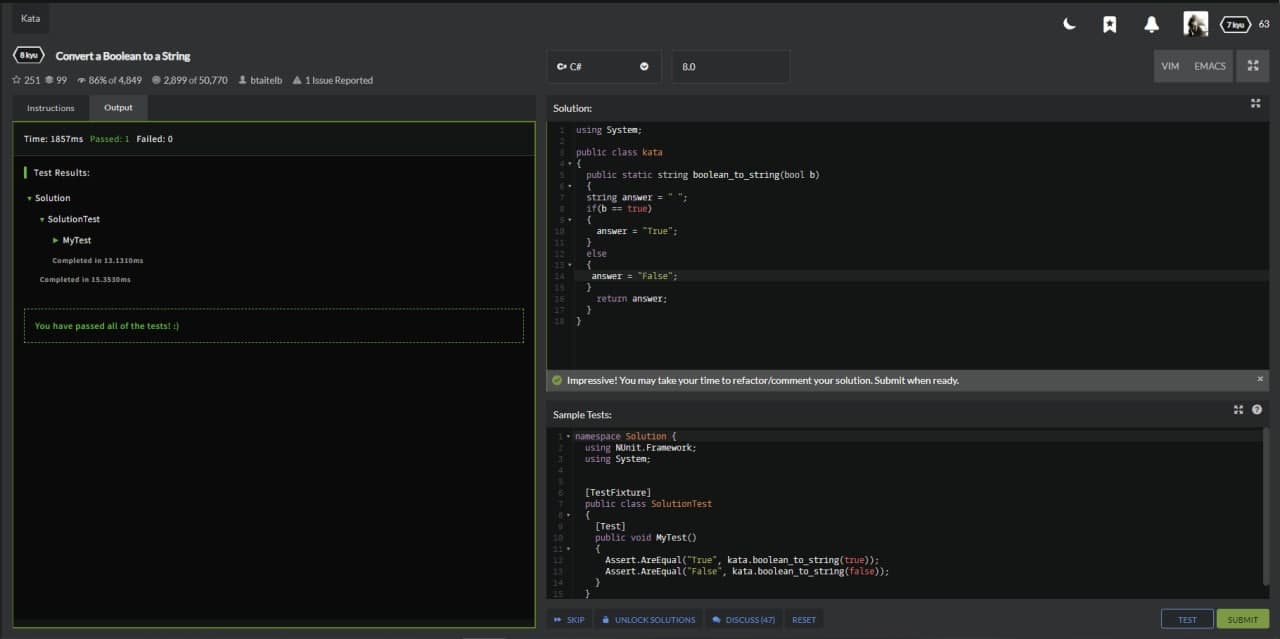 Kata
7 kyu 63
8 kyu Convert a Boolean to a String
251 99 86% of 4,849 2,899 of 50,770 btaitelb 1 Issue Reported
C# 8.0
VIM EMACS
Instructions Output
Time: 1857ms Passed: 1 Failed: 0
Test Results:
Solution
SolutionTest
MyTest
Completed in 13.1310ms
Completed in 15.3530ms
You have passed all of the tests! :)
Solution:
1 using System;
2
3 public class kata
4 {
5 public static string boolean_to_string(bool b)
6 {
7 string answer = " ";
8 if(b == true)
9 {
10 answer = "True";
11 }
12 else
13 {
14 answer = "False";
15 }
16 return answer;
17 }
18 }
Impressive! You may take your time to refactor/comment your solution. Submit when ready. ×
Sample Tests:
1 namespace Solution {
2 using NUnit.Framework;
3 using System;
4
5
6 [TestFixture]
7 public class SolutionTest
8 {
9 [Test]
10 public void MyTest()
11 {
12 Assert.AreEqual("True", kata.boolean_to_string(true));
13 Assert.AreEqual("False", kata.boolean_to_string(false));
14 }
15 }
SKIP UNLOCK SOLUTIONS DISCUSS (47) RESET TEST SUBMIT